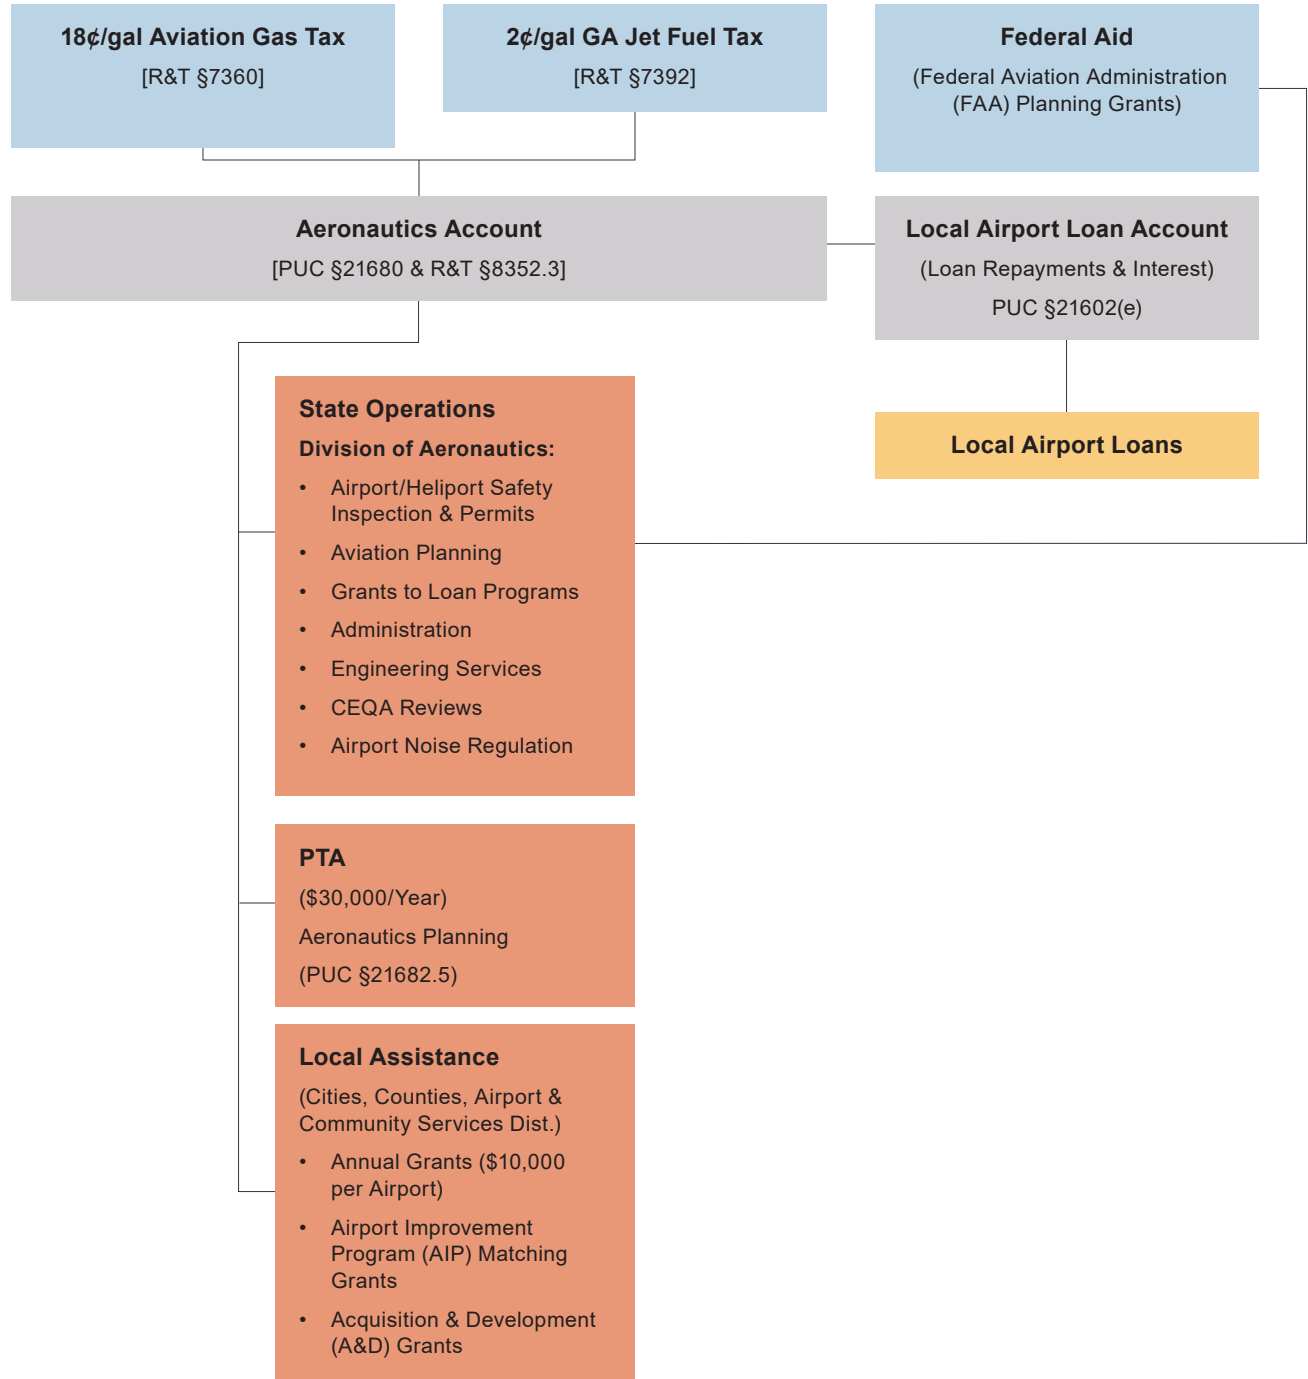 18¢/gal Aviation Gas Tax
[R&T §7360]
2¢/gal GA Jet Fuel Tax
[R&T §7392]
Federal Aid
(Federal Aviation Administration
(FAA) Planning Grants)
Aeronautics Account
[PUC §21680 & R&T §8352.3]
Local Airport Loan Account
(Loan Repayments & Interest)
PUC §21602(e)
Local Airport Loans
State Operations
Division of Aeronautics:
• Airport/Heliport Safety
Inspection & Permits
• Aviation Planning
• Grants to Loan Programs
• Administration
• Engineering Services
• CEQA Reviews
• Airport Noise Regulation
PTA
($30,000/Year)
Aeronautics Planning
(PUC §21682.5)
Local Assistance
(Cities, Counties, Airport &
Community Services Dist.)
• Annual Grants ($10,000
per Airport)
• Airport Improvement
Program (AIP) Matching
Grants
• Acquisition & Development
(A&D) Grants